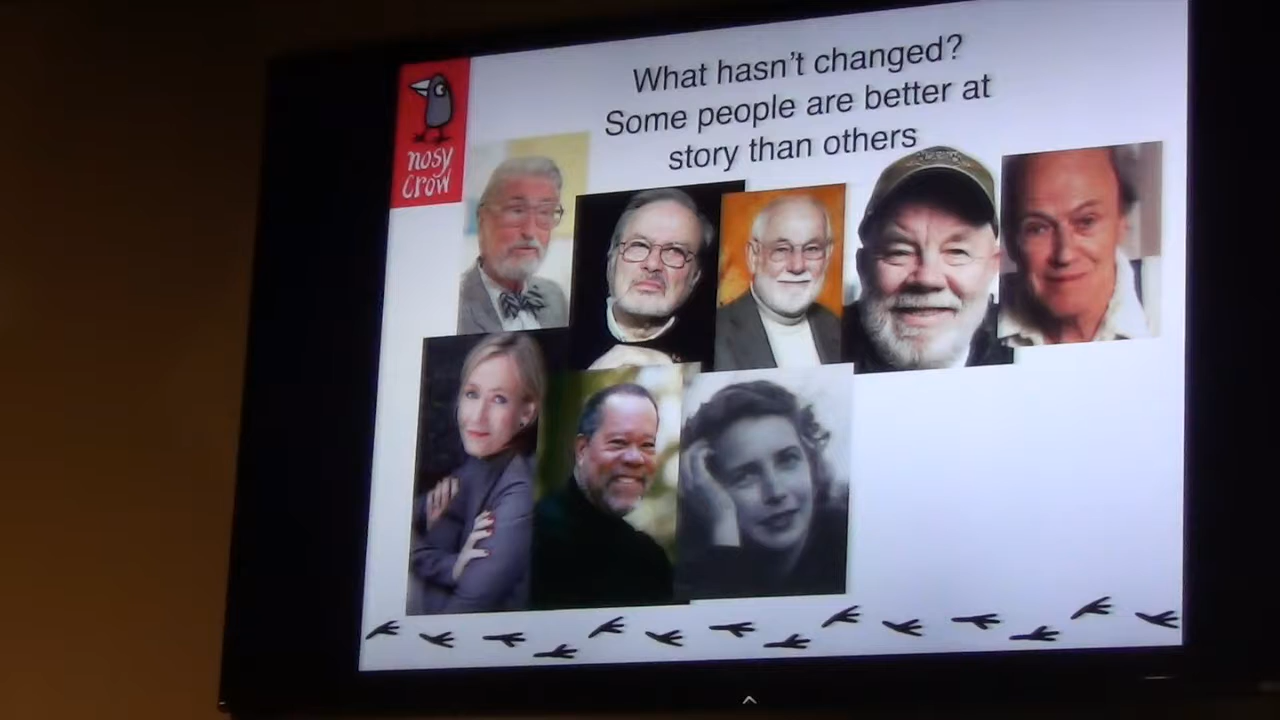 What hasn't changed?
Some people are better at
story than others
nosy
crow